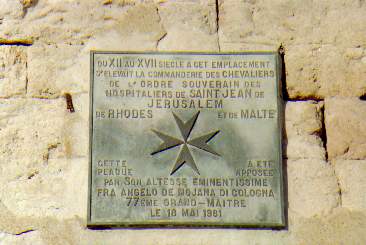 DU XII AU XVII SIECLE A CET EMPLACEMENT
S'ELEVAIT LA COMMANDERIE DES CHEVALIERS
DE L'ORDRE SOUVERAIN DES
HOSPITALIERS DE SAINT JEAN DE
JERUSALEM
DE RHODES ET DE MALTE
CETTE A ETE
PLAQUE APPOSEE
PAR SON ALTESSE EMINENTISSIME
FRA ANGELO DE MOJANA DI COLOGNA
77EME GRAND-MAITRE
LE 18 MAI 1981